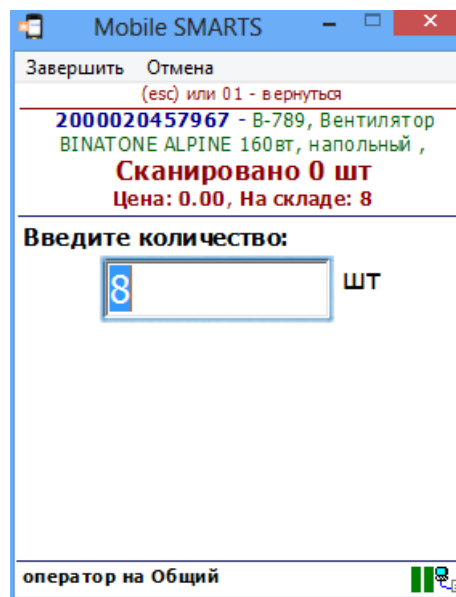 Mobile SMARTS
Завершить Отмена
(esc) или 01 - вернуться
2000020457967 - В-789, Вентилятор
BINATONE ALPINE 160вт, напольный ,
Сканировано 0 шт
Цена: 0.00, На складе: 8
Введите количество:
8 шт
оператор на Общий